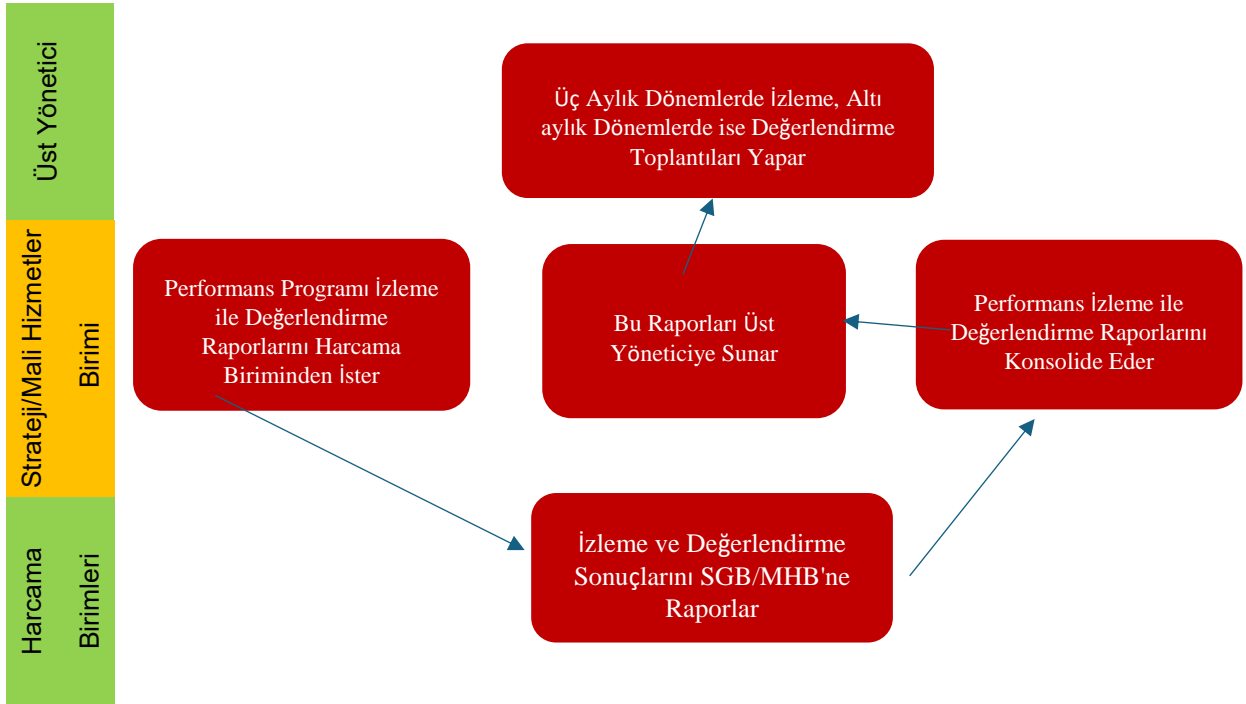 Üst Yönetici
Üç Aylık Dönemlerde İzleme, Altı
aylık Dönemlerde ise Değerlendirme
Toplantıları Yapar
Strateji/Mali Hizmetler
Birimi
Performans Programı İzleme
ile Değerlendirme
Raporlarını Harcama
Biriminden İster
Bu Raporları Üst
Yöneticiye Sunar
Performans İzleme ile
Değerlendirme Raporlarını
Konsolide Eder
Harcama
Birimleri
İzleme ve Değerlendirme
Sonuçlarını SGB/MHB'ne
Raporlar